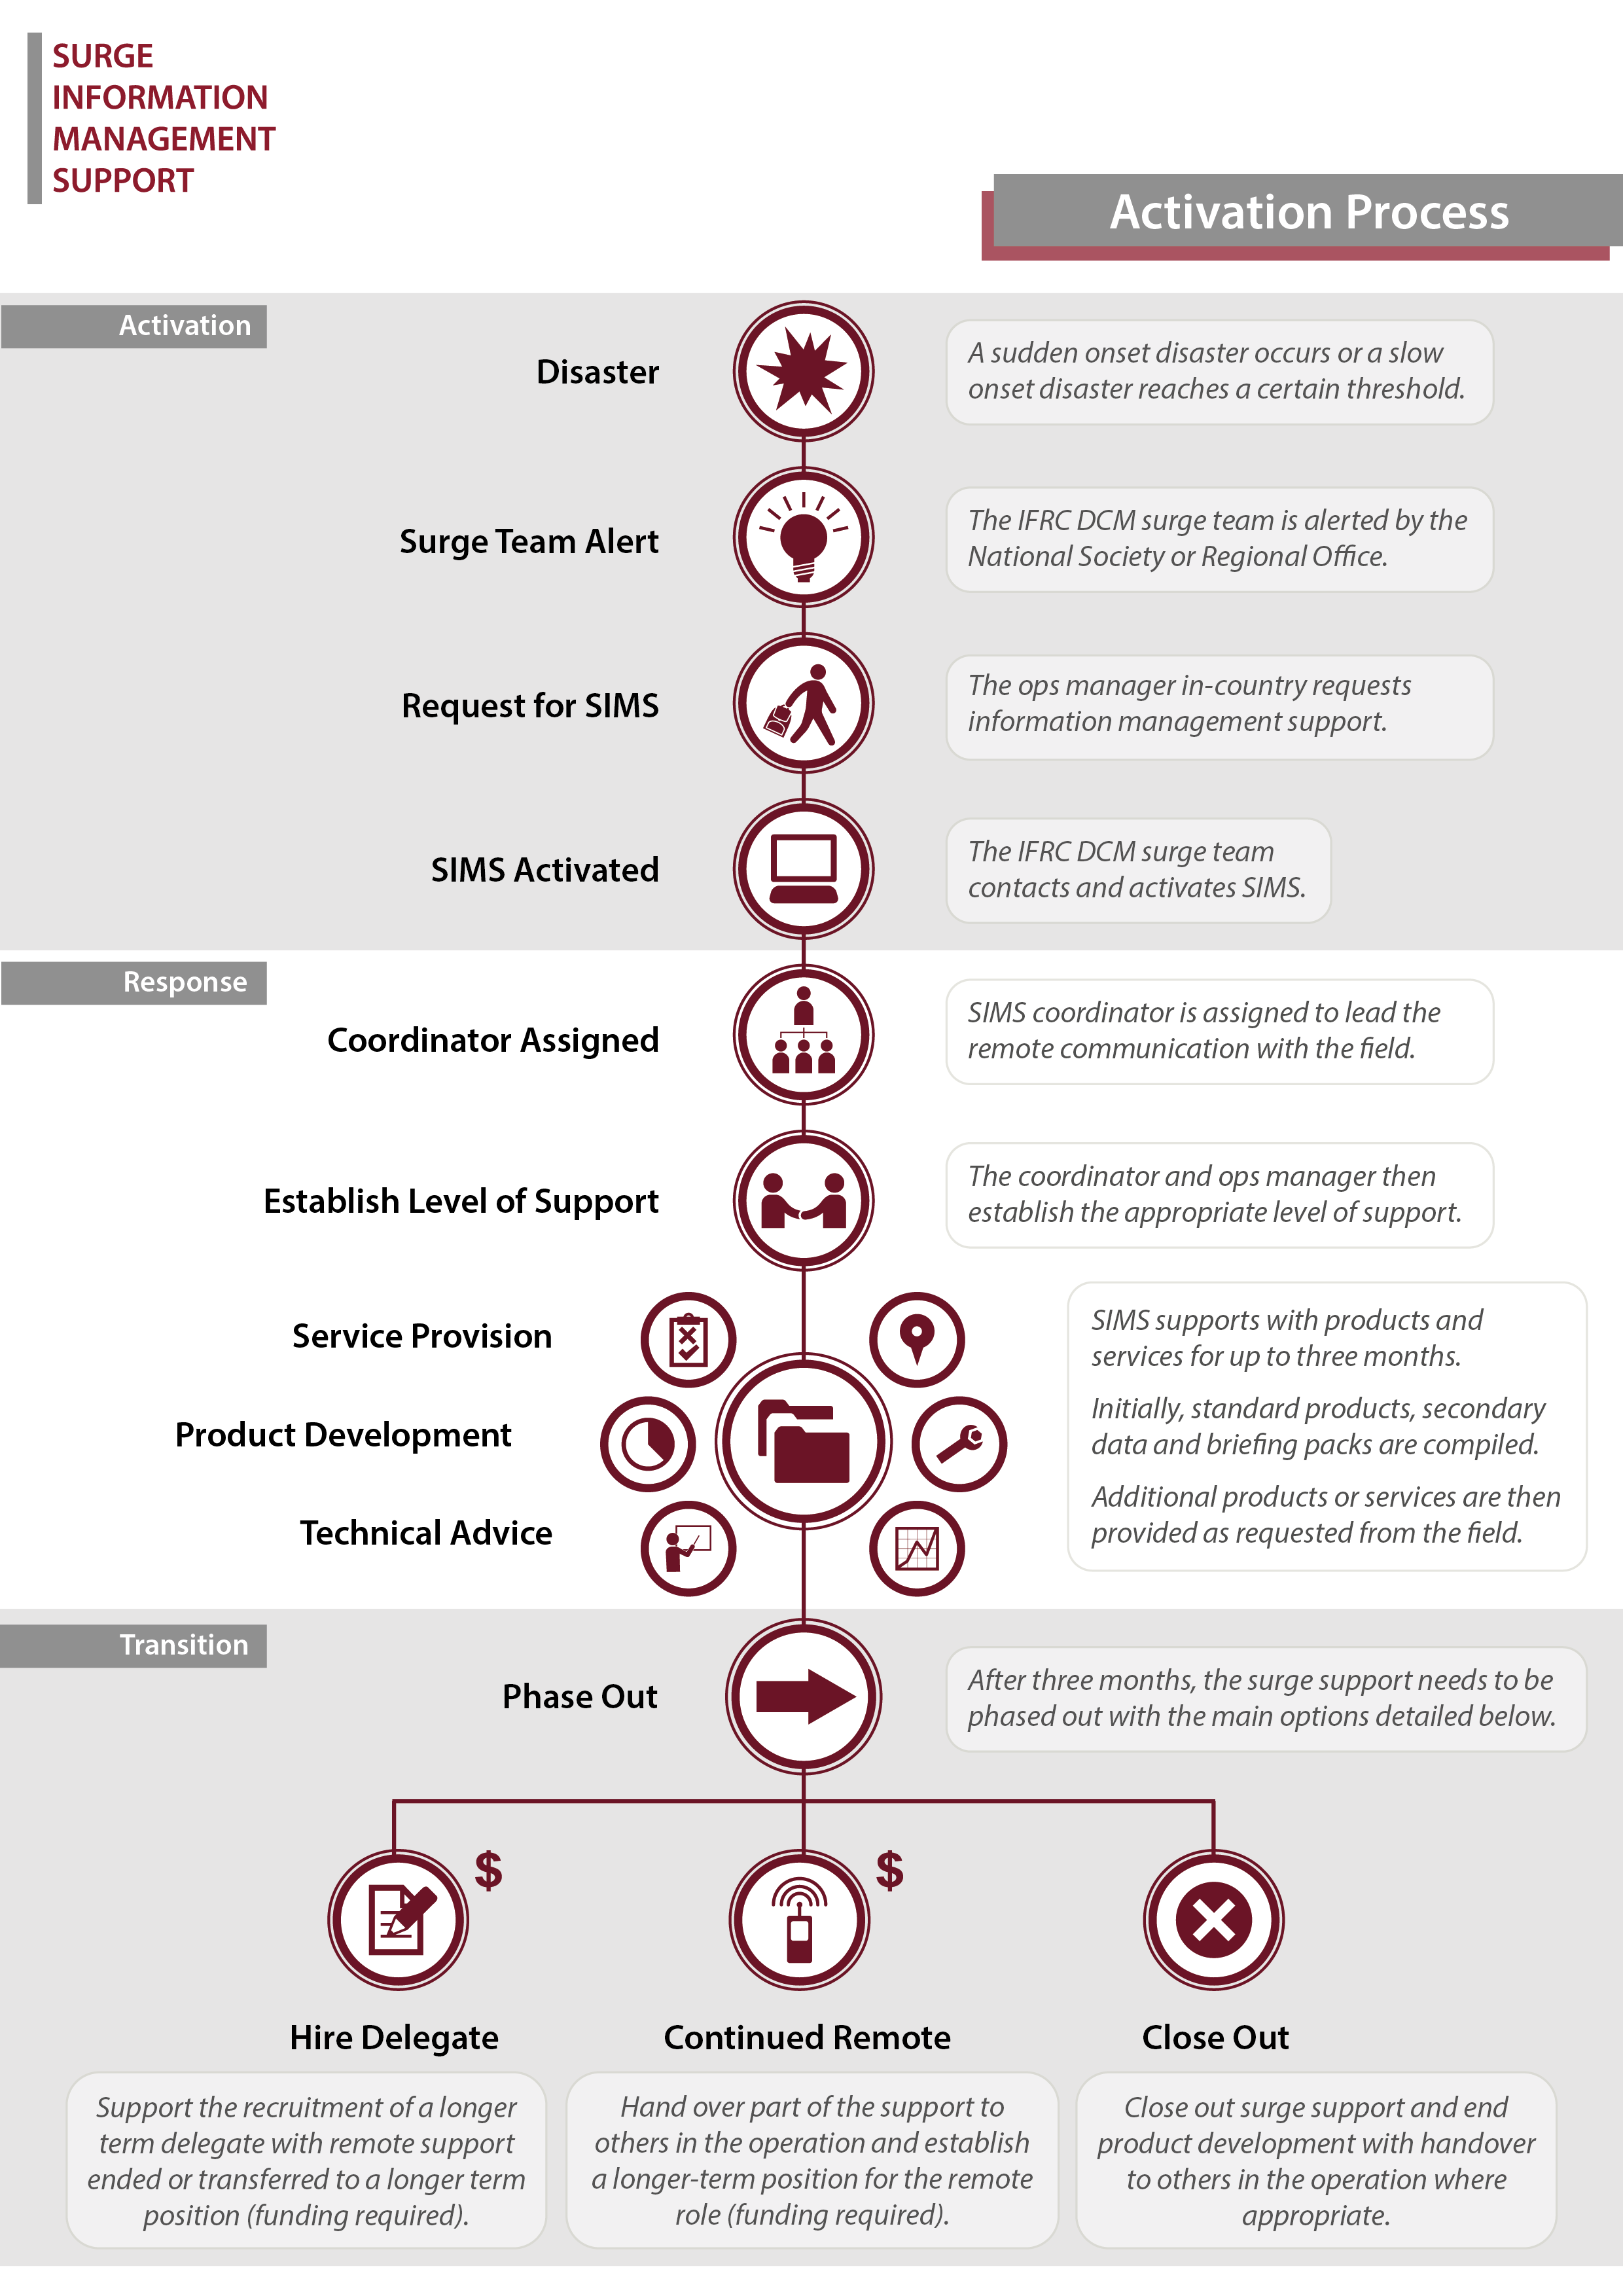 SURGE
INFORMATION
MANAGEMENT
SUPPORT
Activation Process
Activation
Disaster
A sudden onset disaster occurs or a slow
onset disaster reaches a certain threshold.
Surge Team Alert
The IFRC DCM surge team is alerted by the
National Society or Regional Office.
Request for SIMS
The ops manager in-country requests
information management support.
SIMS Activated
The IFRC DCM surge team
contacts and activates SIMS.
Response
Coordinator Assigned
SIMS coordinator is assigned to lead the
remote communication with the field.
Establish Level of Support
The coordinator and ops manager then
establish the appropriate level of support.
Service Provision
Product Development
Technical Advice
SIMS supports with products and
services for up to three months.
Initially, standard products, secondary
data and briefing packs are compiled.
Additional products or services are then
provided as requested from the field.
Transition
Phase Out
After three months, the surge support needs to be
phased out with the main options detailed below.
$
$
Hire Delegate
Support the recruitment of a longer
term delegate with remote support
ended or transferred to a longer term
position (funding required).
Continued Remote
Hand over part of the support to
others in the operation and establish
a longer-term position for the remote
role (funding required).
Close Out
Close out surge support and end
product development with handover
to others in the operation where
appropriate.